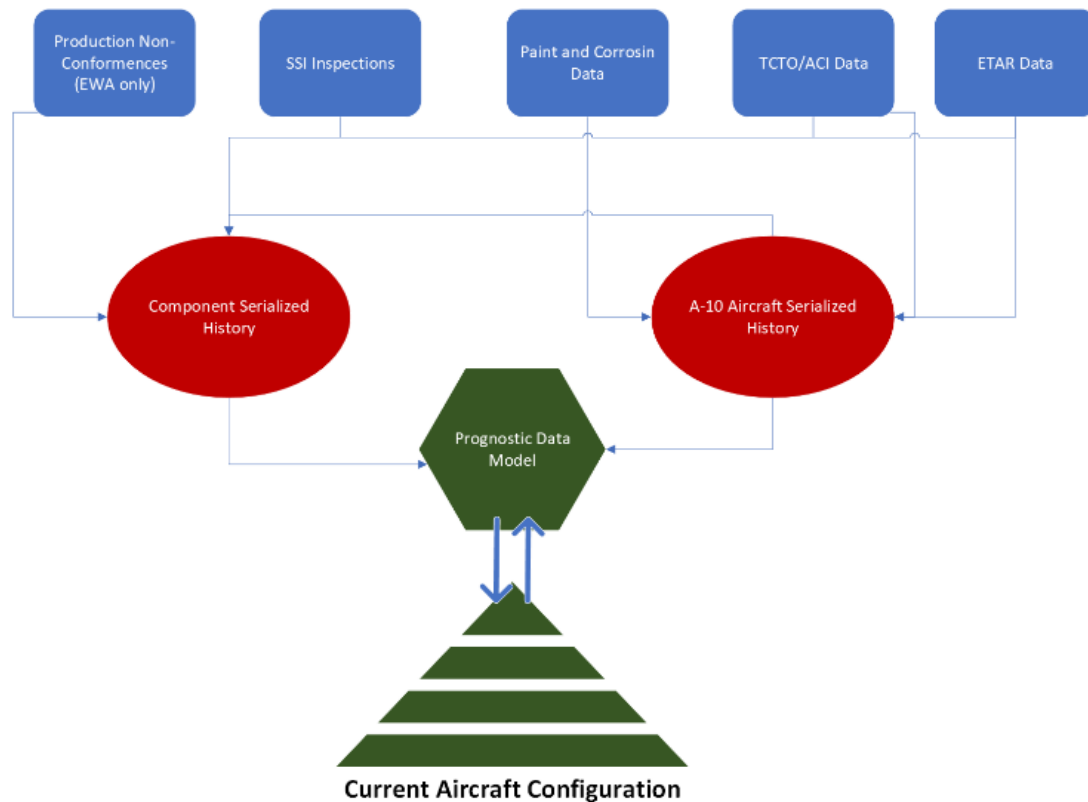 Production Non-
Conformences
(EWA only)
SSI Inspections
Paint and Corrosin
Data
TCTO/ACI Data
ETAR Data
Component Serialized
History
A-10 Aircraft Serialized
History
Prognostic Data
Model
Current Aircraft Configuration